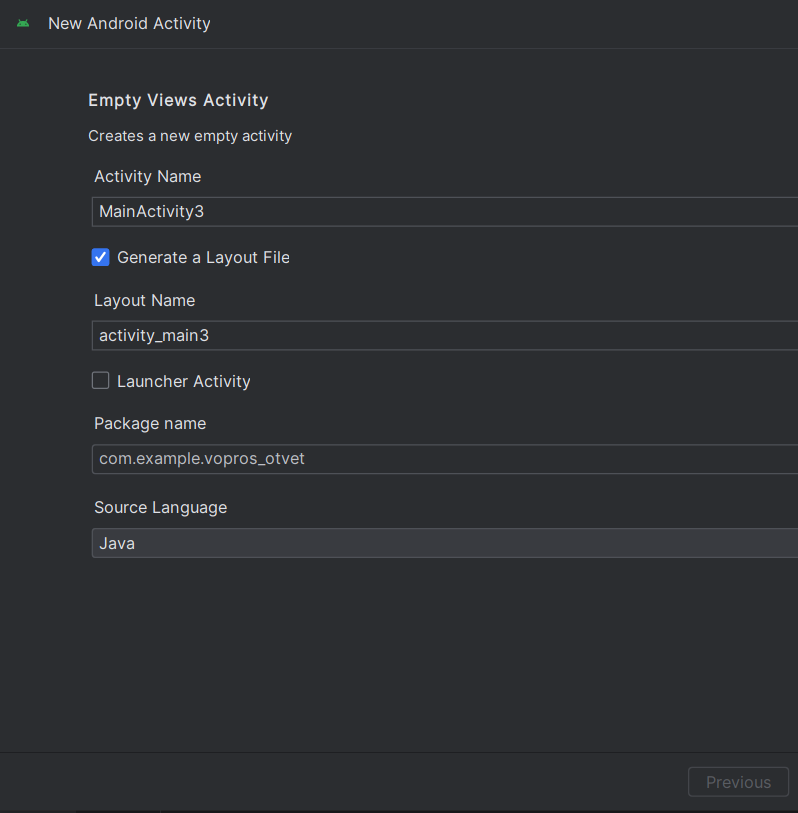 New Android Activity
Empty Views Activity
Creates a new empty activity
Activity Name
MainActivity3
Generate a Layout File
Layout Name
activity_main3
Launcher Activity
Package name
com.example.vopros_otvet
Source Language
Java
Previous